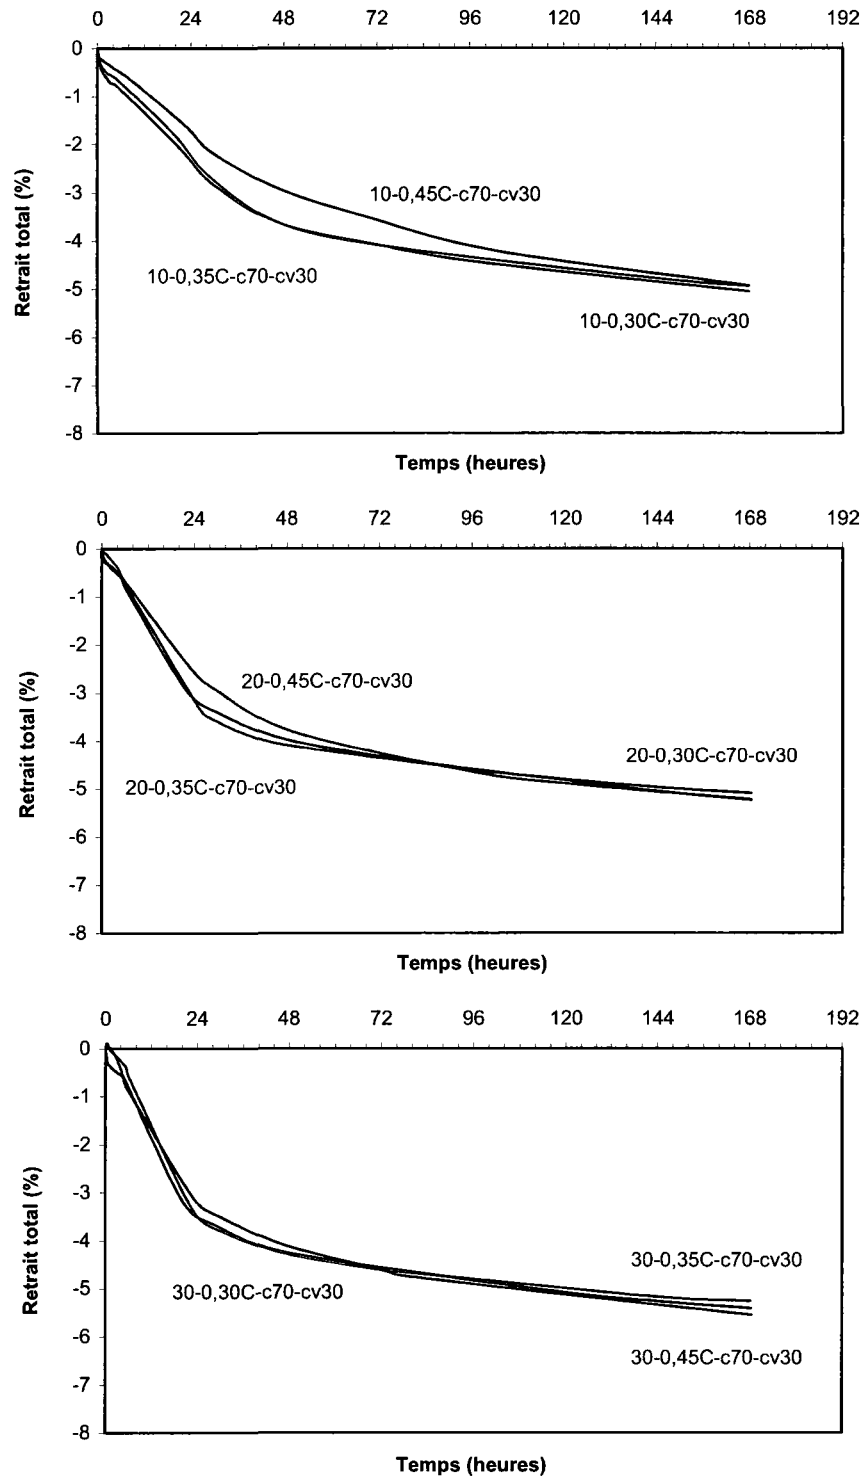 0 24 48 72 96 120 144 168 192
0
-1
-2
-3
-4
-5
-6
-7
-8
Retrait total (%)
10-0,45C-c70-cv30
10-0,35C-c70-cv30
10-0,30C-c70-cv30
Temps (heures)
0 24 48 72 96 120 144 168 192
0
-1
-2
-3
-4
-5
-6
-7
-8
Retrait total (%)
20-0,45C-c70-cv30
20-0,30C-c70-cv30
20-0,35C-c70-cv30
Temps (heures)
0 24 48 72 96 120 144 168 192
0
-1
-2
-3
-4
-5
-6
-7
-8
Retrait total (%)
30-0,35C-c70-cv30
30-0,30C-c70-cv30
30-0,45C-c70-cv30
Temps (heures)